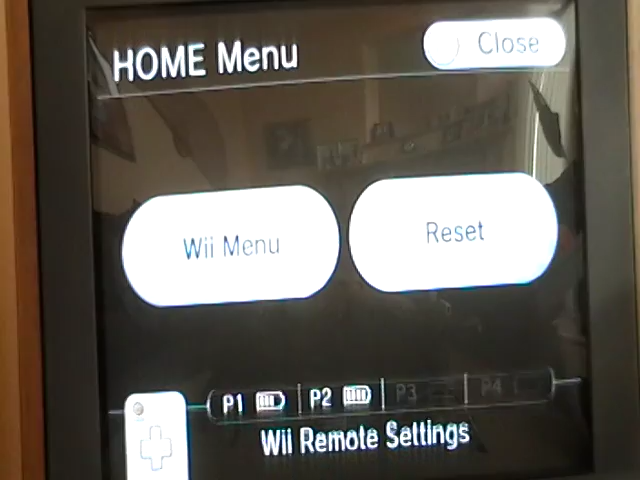 HOME Menu
Close
Wii Menu
Reset
P1 P2 P3 P4
Wii Remote Settings